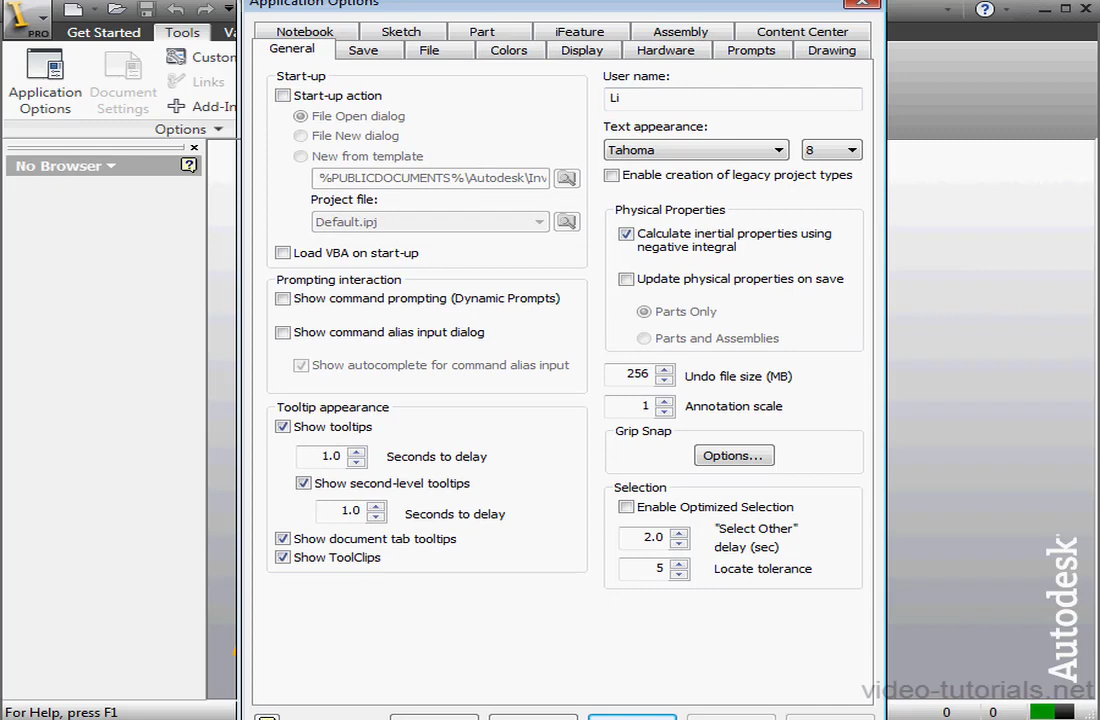 Application Options
PRO
Get Started
Tools
Application
Options
Document
Settings
Links
Add-In
Options
No Browser
Notebook
Sketch
Part
iFeature
Assembly
Content Center
General
Save
File
Colors
Display
Hardware
Prompts
Drawing
Start-up
Start-up action
File Open dialog
File New dialog
New from template
%PUBLICDOCUMENTS%\Autodesk\Inv
Project file:
Default.ipj
Load VBA on start-up
Prompting interaction
Show command prompting (Dynamic Prompts)
Show command alias input dialog
Show autocomplete for command alias input
Tooltip appearance
Show tooltips
1.0 Seconds to delay
Show second-level tooltips
1.0 Seconds to delay
Show document tab tooltips
Show ToolClips
User name:
Li
Text appearance:
Tahoma 8
Enable creation of legacy project types
Physical Properties
Calculate inertial properties using
negative integral
Update physical properties on save
Parts Only
Parts and Assemblies
256 Undo file size (MB)
1 Annotation scale
Grip Snap
Options...
Selection
Enable Optimized Selection
2.0 "Select Other"
delay (sec)
5 Locate tolerance
Autodesk
video-tutorials.net
For Help, press F1
0 0